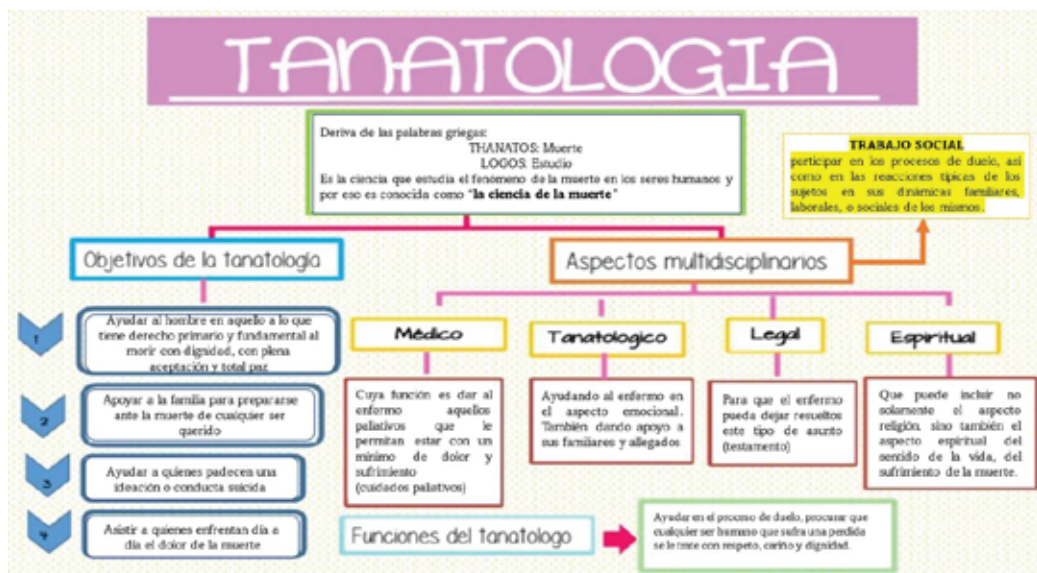 TANATOLOGIA
Deriva de las palabras griegas:
THANATOS: Muerte
LOGOS: Estudio
Es la ciencia que estudia el fenómeno de la muerte en los seres humanos y
por eso es conocida como "la ciencia de la muerte"
TRABAJO SOCIAL
participar en los procesos de duelo, así
como en las reacciones típicas de los
sujetos en sus dinámicas familiares,
laborales, o sociales de los mismos.
Objetivos de la tanatología
1
Ayudar al hombre en aquello a lo que
tiene derecho primario y fundamental al
morir con dignidad, con plena
aceptación y total paz
2
Apoyar a la familia para prepararse
ante la muerte de cualquier ser
querido
3
Ayudar a quienes padecen una
ideación o conducta suicida
4
Asistir a quienes enfrentan día a
día el dolor de la muerte
Aspectos multidisciplinarios
Médico
Cuya función es dar al
enfermo aquellos
paliativos que le
permitan estar con un
mínimo de dolor y
sufrimiento
(cuidados paliativos)
Tanatologico
Ayudando al enfermo en
el aspecto emocional.
También dando apoyo a
sus familiares y allegados
Legal
Para que el enfermo
pueda dejar resueltos
este tipo de asunto
(testamento)
Espiritual
Que puede incluir no
solamente el aspecto
religión, sino también el
aspecto espiritual del
sentido de la vida, del
sufrimiento de la muerte.
Funciones del tanatologo
Ayudar en el proceso de duelo, procurar que
cualquier ser humano que sufra una perdida
se le trate con respeto, cariño y dignidad.